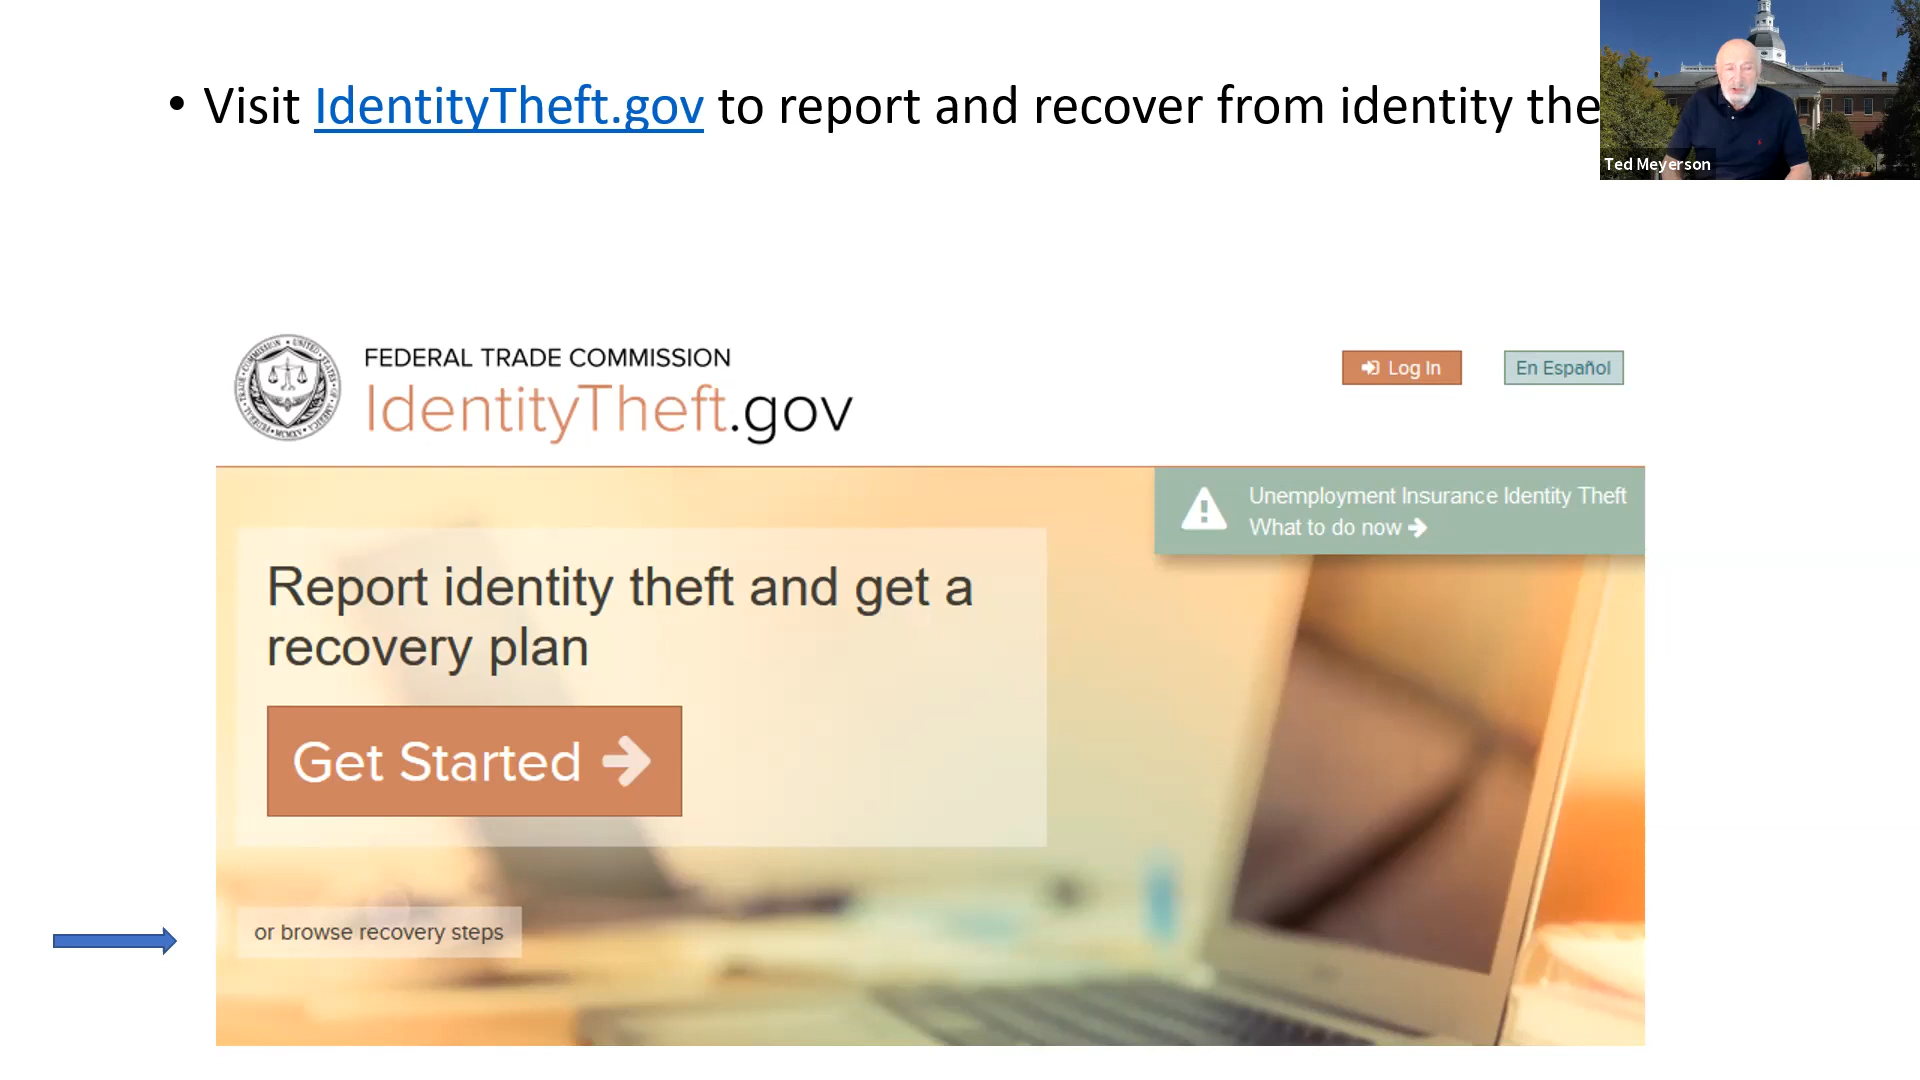 • Visit IdentityTheft.gov to report and recover from identity the
Ted Meyerson
FEDERAL TRADE COMMISSION
IdentityTheft.gov
Log In
En Español
Unemployment Insurance Identity Theft
What to do now
Report identity theft and get a
recovery plan
Get Started
or browse recovery steps